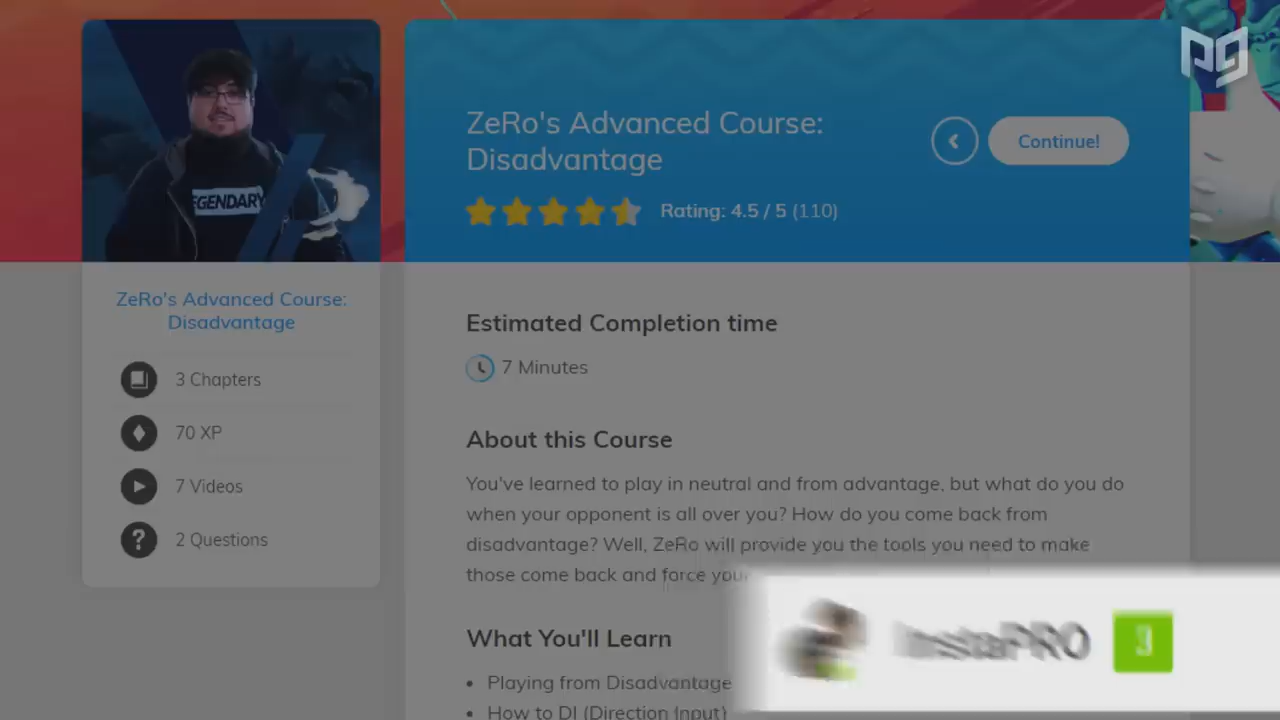 PG
EGENDARY
ZeRo's Advanced Course:
Disadvantage
Continue!
Rating: 4.5 / 5 (110)
ZeRo's Advanced Course:
Disadvantage
3 Chapters
70 XP
7 Videos
2 Questions
Estimated Completion time
7 Minutes
About this Course
You've learned to play in neutral and from advantage, but what do you do
when your opponent is all over you? How do you come back from
disadvantage? Well, ZeRo will provide you the tools you need to make
those come back and force your
What You'll Learn
• Playing from Disadvantage
• How to DI (Direction Input)
InstaPRO